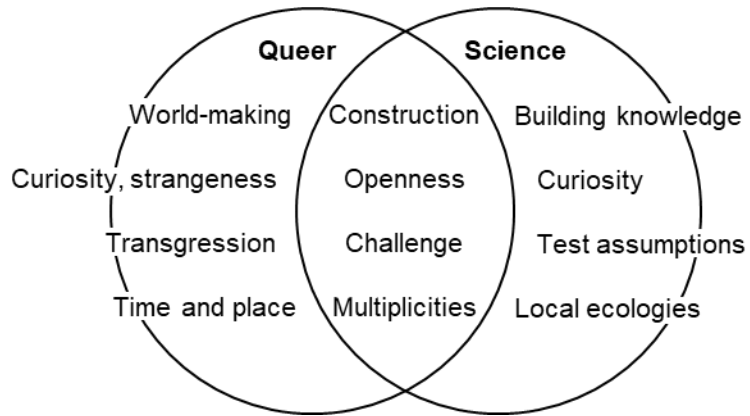 Queer Science
World-making Construction Building knowledge
Curiosity, strangeness Openness Curiosity
Transgression Challenge Test assumptions
Time and place Multiplicities Local ecologies